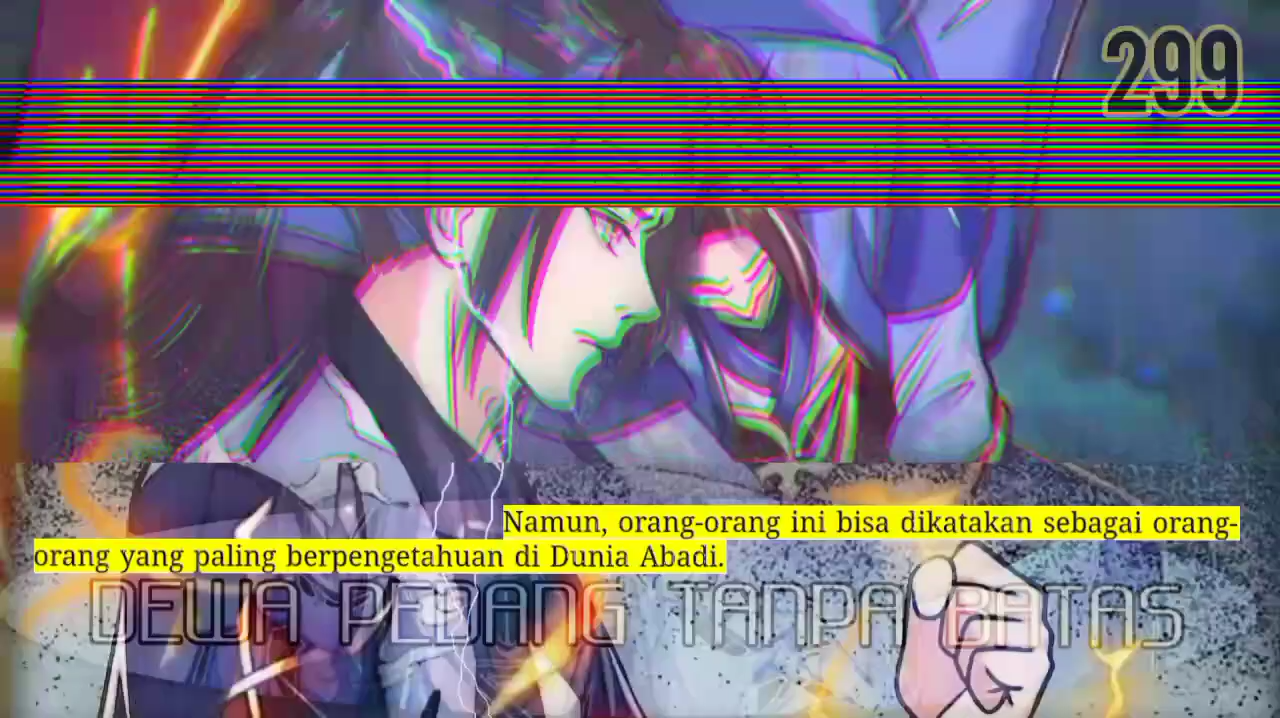 299
Namun, orang-orang ini bisa dikatakan sebagai orang-
orang yang paling berpengetahuan di Dunia Abadi.
DEWA PEDANG TANPA BATAS